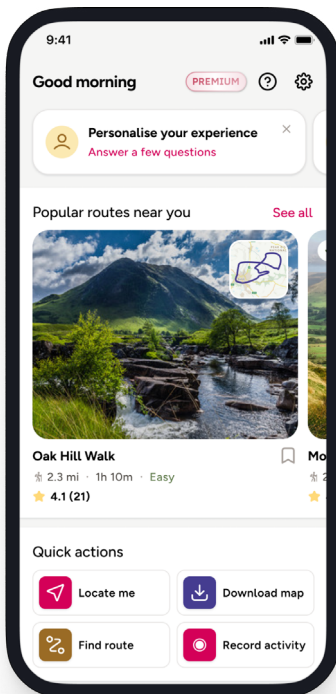 9:41
Good morning
PREMIUM
Personalise your experience
Answer a few questions
Popular routes near you
See all
Oak Hill Walk
2.3 mi · 1h 10m · Easy
4.1 (21)
Mo
2
Quick actions
Locate me
Download map
Find route
Record activity